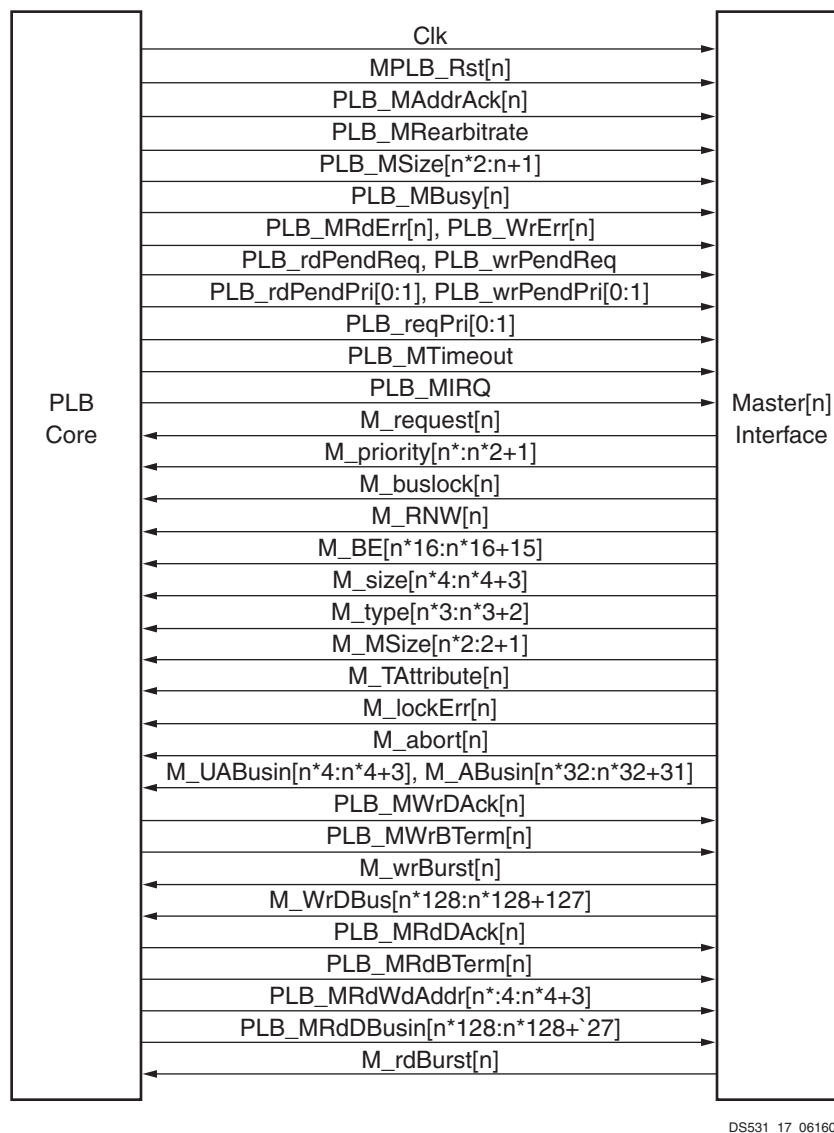 Clk
MPLB_Rst[n]
PLB_MAddrAck[n]
PLB_MRearbitrate
PLB_MSize[n*2:n+1]
PLB_MBusy[n]
PLB_MRdErr[n], PLB_WrErr[n]
PLB_rdPendReq, PLB_wrPendReq
PLB_rdPendPri[0:1], PLB_wrPendPri[0:1]
PLB_reqPri[0:1]
PLB_MTimeout
PLB_MIRQ
PLB
Core
Master[n]
Interface
M_request[n]
M_priority[n*:n*2+1]
M_buslock[n]
M_RNW[n]
M_BE[n*16:n*16+15]
M_size[n*4:n*4+3]
M_type[n*3:n*3+2]
M_MSize[n*2:2+1]
M_TAttribute[n]
M_lockErr[n]
M_abort[n]
M_UABusin[n*4:n*4+3], M_ABusin[n*32:n*32+31]
PLB_MWrDAck[n]
PLB_MWrBTerm[n]
M_wrBurst[n]
M_WrDBus[n*128:n*128+127]
PLB_MRdDAck[n]
PLB_MRdBTerm[n]
PLB_MRdWdAddr[n*:4:n*4+3]
PLB_MRdDBusin[n*128:n*128+`27]
M_rdBurst[n]
DS531_17_06160